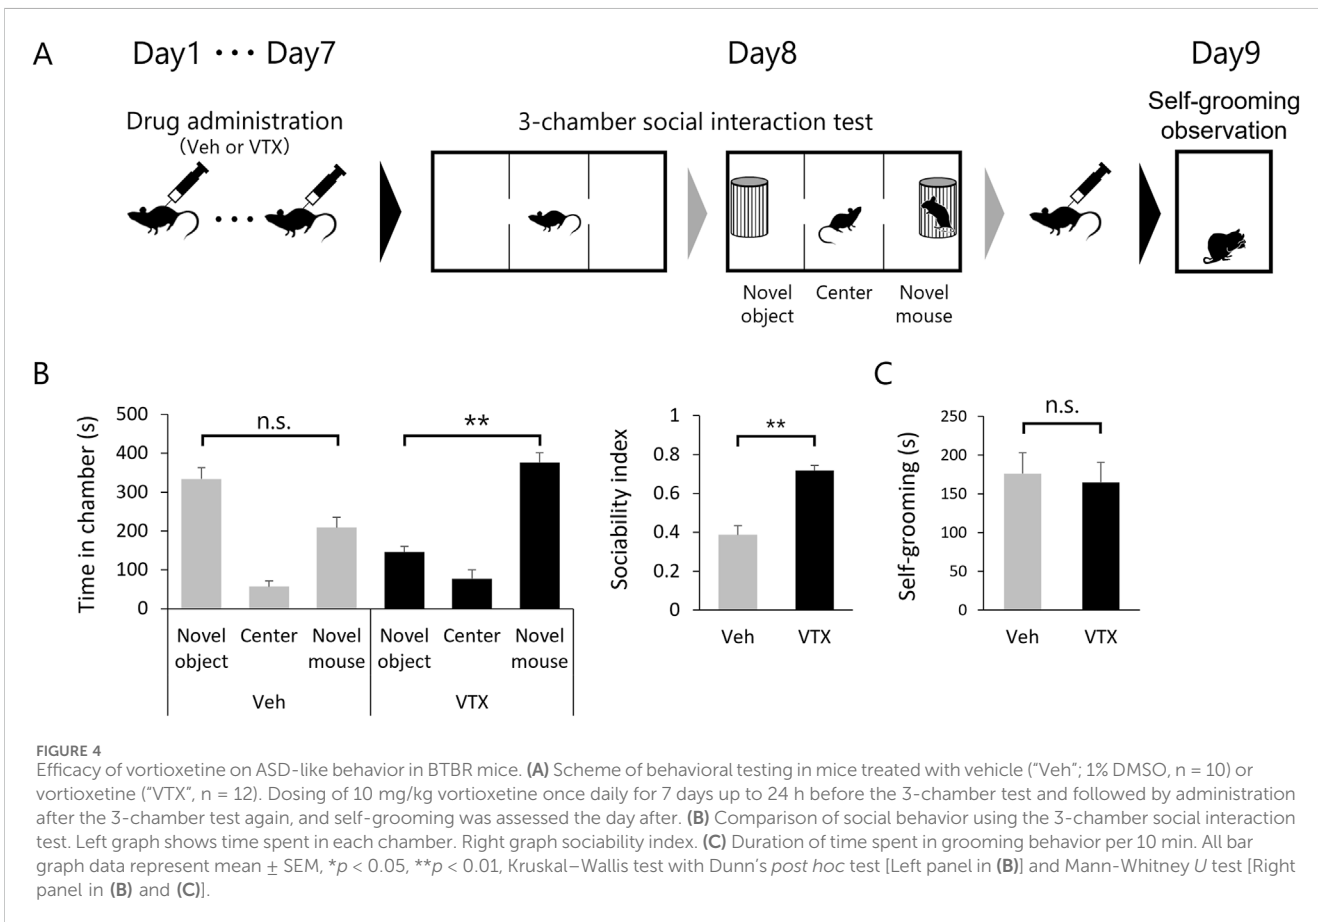 A
Day1 ··· Day7
Day8
Day9
Drug administration
(Veh or VTX)
3-chamber social interaction test
Self-grooming
observation
···
Novel
object
Center
Novel
mouse
B
Time in chamber (s)
500
400
300
200
100
0
n.s.
**
Novel
object
Center
Novel
mouse
Novel
object
Center
Novel
mouse
Veh
VTX
Sociability index
1
0.8
0.6
0.4
0.2
0
**
Veh
VTX
C
Self-grooming (s)
250
200
150
100
50
0
n.s.
Veh
VTX
FIGURE 4
Efficacy of vortioxetine on ASD-like behavior in BTBR mice. (A) Scheme of behavioral testing in mice treated with vehicle (“Veh”; 1% DMSO, n = 10) or
vortioxetine (“VTX”, n = 12). Dosing of 10 mg/kg vortioxetine once daily for 7 days up to 24 h before the 3-chamber test and followed by administration
after the 3-chamber test again, and self-grooming was assessed the day after. (B) Comparison of social behavior using the 3-chamber social interaction
test. Left graph shows time spent in each chamber. Right graph sociability index. (C) Duration of time spent in grooming behavior per 10 min. All bar
graph data represent mean ± SEM, *p < 0.05, **p < 0.01, Kruskal–Wallis test with Dunn’s post hoc test [Left panel in (B)] and Mann-Whitney U test [Right
panel in (B) and (C)].